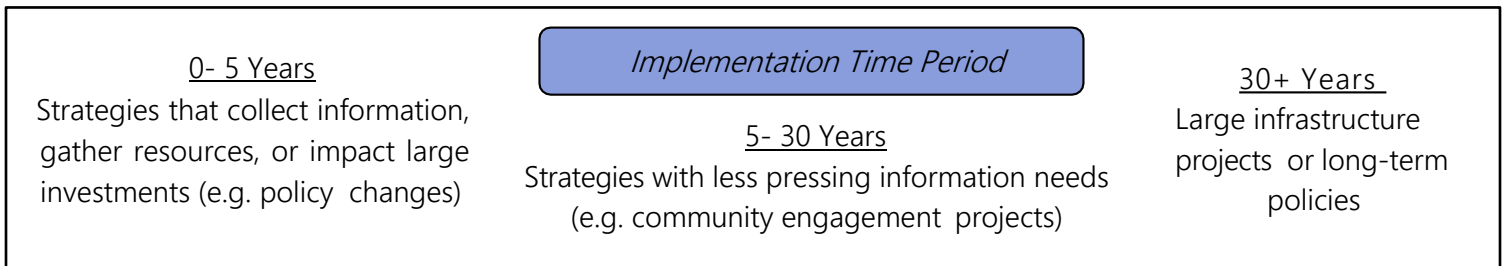 Implementation Time Period
0- 5 Years
Strategies that collect information,
gather resources, or impact large
investments (e.g. policy changes)
5- 30 Years
Strategies with less pressing information needs
(e.g. community engagement projects)
30+ Years
Large infrastructure
projects or long-term
policies